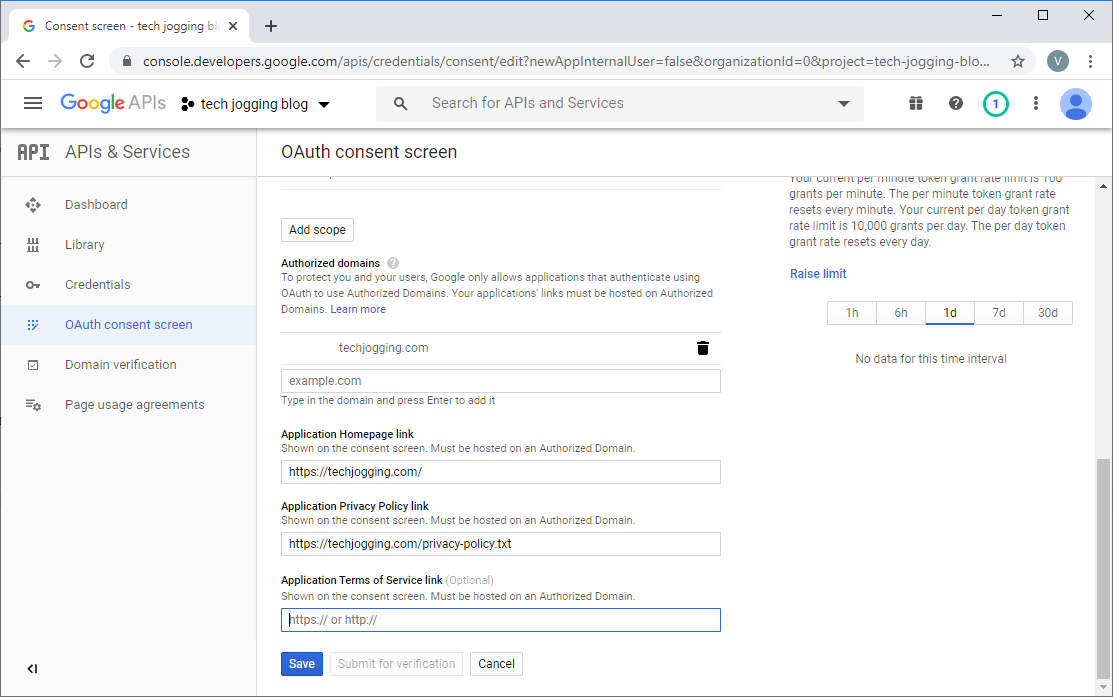 Consent screen - tech jogging bl
console.developers.google.com/apis/credentials/consent/edit?newAppInternalUser=false&organizationId=0&project=tech-jogging-blo...
V
Google APIs
tech jogging blog
Search for APIs and Services
1
API APIs & Services
OAuth consent screen
Dashboard
Library
Credentials
OAuth consent screen
Domain verification
Page usage agreements
Add scope
Authorized domains ?
To protect you and your users, Google only allows applications that authenticate using
OAuth to use Authorized Domains. Your applications' links must be hosted on Authorized
Domains. Learn more
techjogging.com
example.com
Type in the domain and press Enter to add it
Application Homepage link
Shown on the consent screen. Must be hosted on an Authorized Domain.
https://techjogging.com/
Application Privacy Policy link
Shown on the consent screen. Must be hosted on an Authorized Domain.
https://techjogging.com/privacy-policy.txt
Application Terms of Service link (Optional)
Shown on the consent screen. Must be hosted on an Authorized Domain.
https:// or http://
Save
Submit for verification
Cancel
Your current per minute token grant rate limit is 100
grants per minute. The per minute token grant rate
resets every minute. Your current per day token grant
rate limit is 10,000 grants per day. The per day token
grant rate resets every day.
Raise limit
1h 6h 1d 7d 30d
No data for this time interval